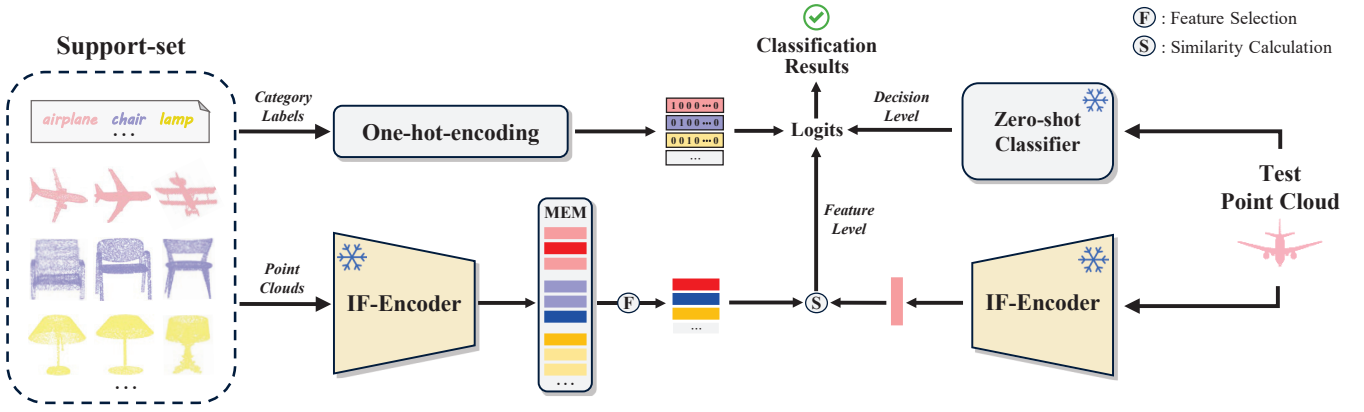 Support-set
airplane chair lamp
...
...
Category
Labels
Point
Clouds
One-hot-encoding
IF-Encoder
MEM
...
F
1 0 0 0 ··· 0
0 1 0 0 ··· 0
0 0 1 0 ··· 0
...
...
Classification
Results
Logits
Feature
Level
S
Decision
Level
Zero-shot
Classifier
IF-Encoder
Test
Point Cloud
F : Feature Selection
S : Similarity Calculation